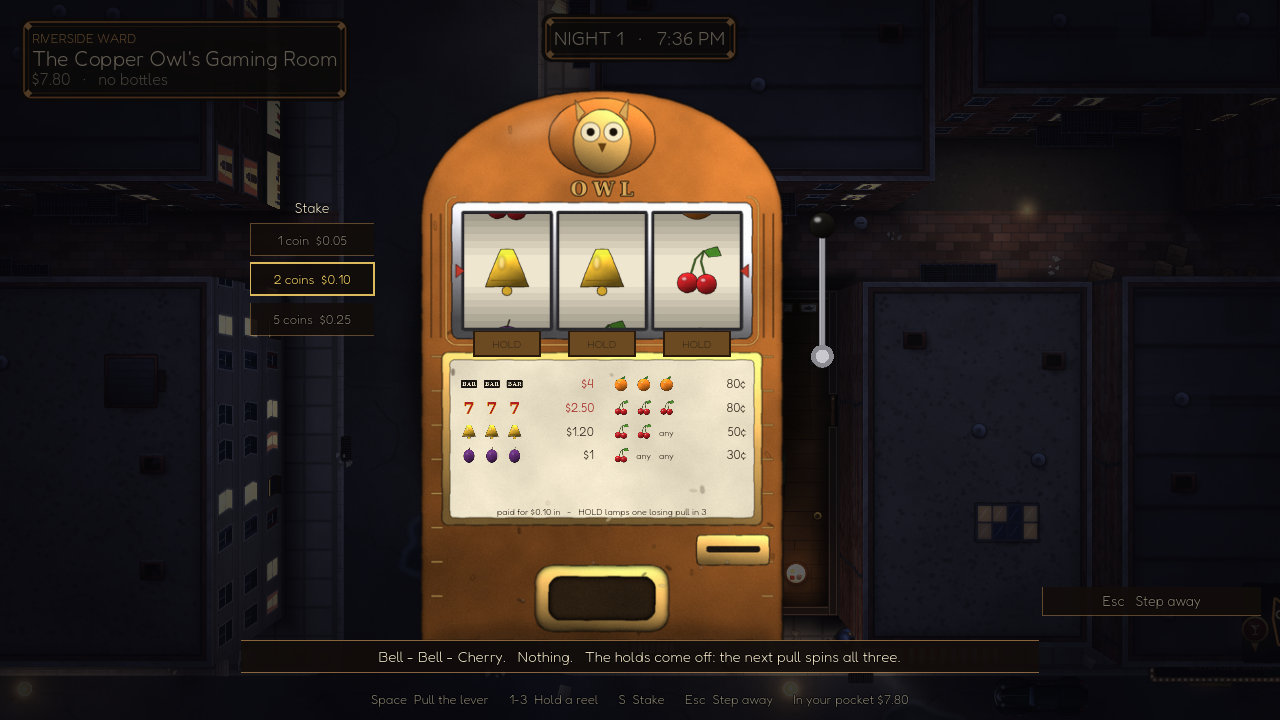 RIVERSIDE WARD
The Copper Owl's Gaming Room
$7.80 · no bottles
NIGHT 1 · 7:36 PM
OWL
Stake
1 coin $0.05
2 coins $0.10
5 coins $0.25
HOLD HOLD HOLD
BAR BAR BAR $4 80¢
7 7 7 $2.50 80¢
$1.20 any 50¢
$1 any any 30¢
paid for $0.10 in – HOLD lamps one losing pull in 3
Esc Step away
Bell - Bell - Cherry. Nothing. The holds come off: the next pull spins all three.
Space Pull the lever 1-3 Hold a reel S Stake Esc Step away In your pocket $7.80